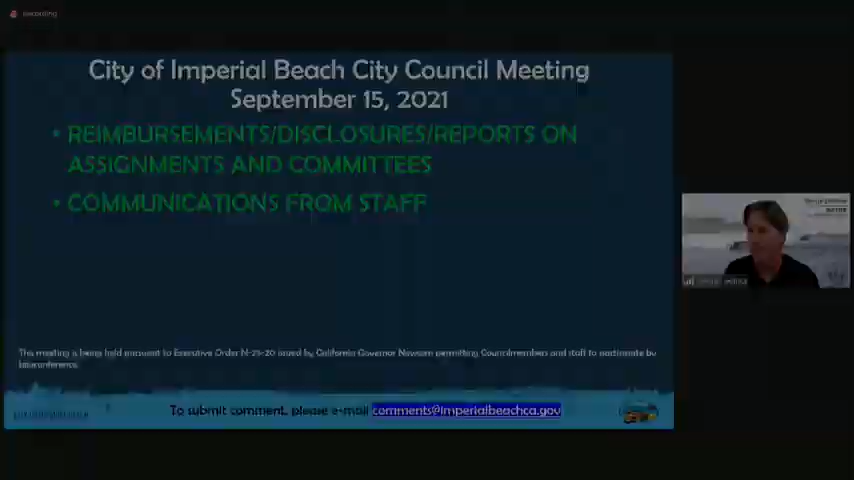 Recording
City of Imperial Beach City Council Meeting
September 15, 2021
• REIMBURSEMENTS/DISCLOSURES/REPORTS ON
ASSIGNMENTS AND COMMITTEES
• COMMUNICATIONS FROM STAFF
This meeting is being held pursuant to Executive Order N-25-20 issued by California Governor Newsom permitting Councilmembers and staff to participate by
teleconference.
To submit comment, please e-mail comments@imperialbeachca.gov